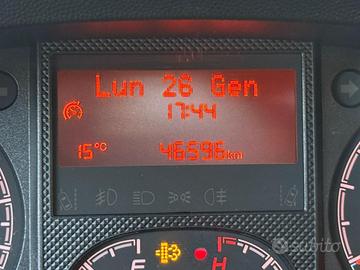 Lun 26 Gen
17:44
15°C 46596km
E H
subito